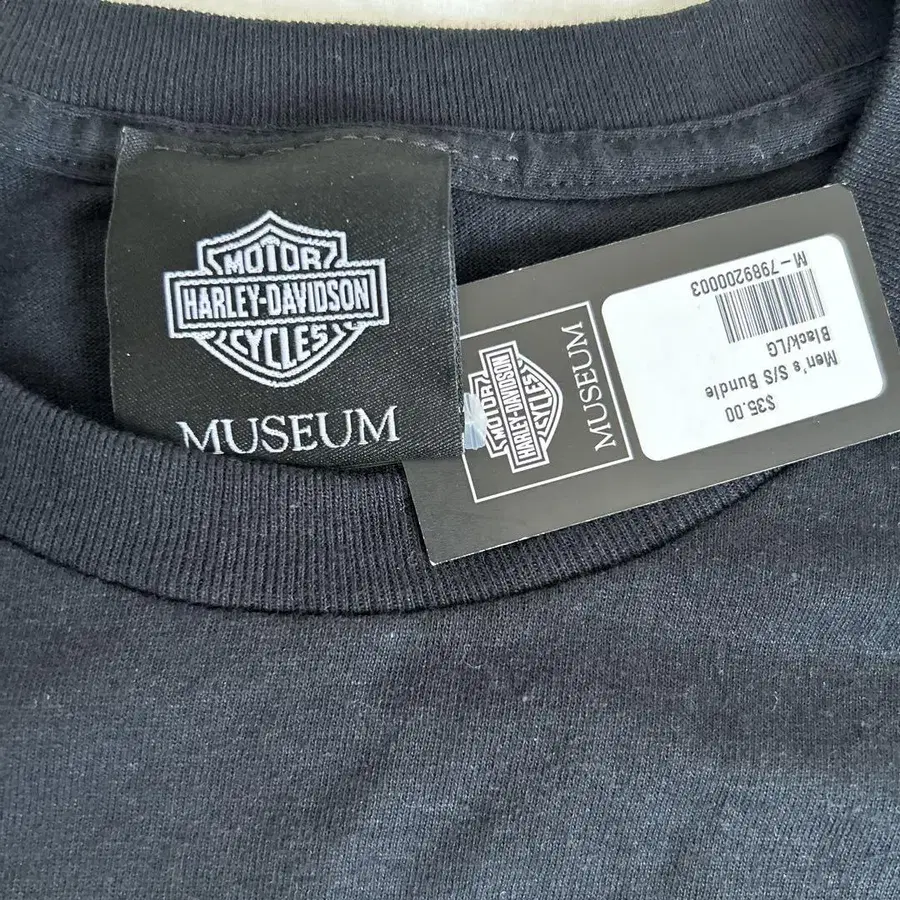 MOTOR
HARLEY-DAVIDSON
CYCLES
MUSEUM
MOTOR
HARLEY-DAVIDSON
CYCLES
MUSEUM
M-7989200003
Black/LG
Men's S/S Bundle
$35.00